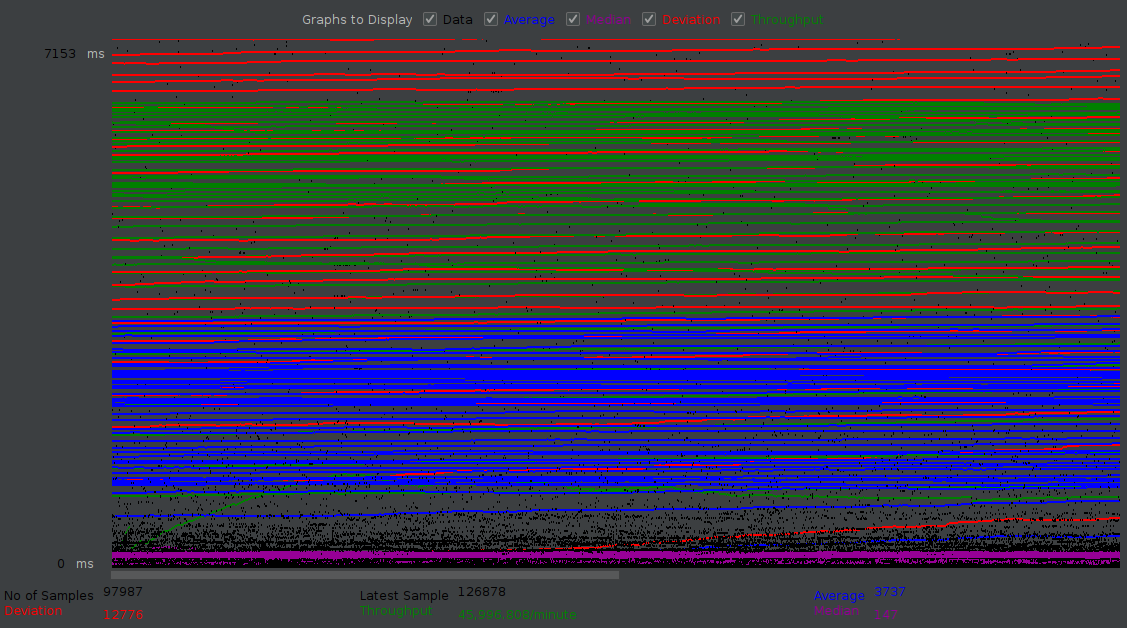 Graphs to Display Data Average Median Deviation Throughput
7153 ms
0 ms
No of Samples 97987 Latest Sample 126878 Average 3737
Deviation 12776 Throughput 45,996.808/minute Median